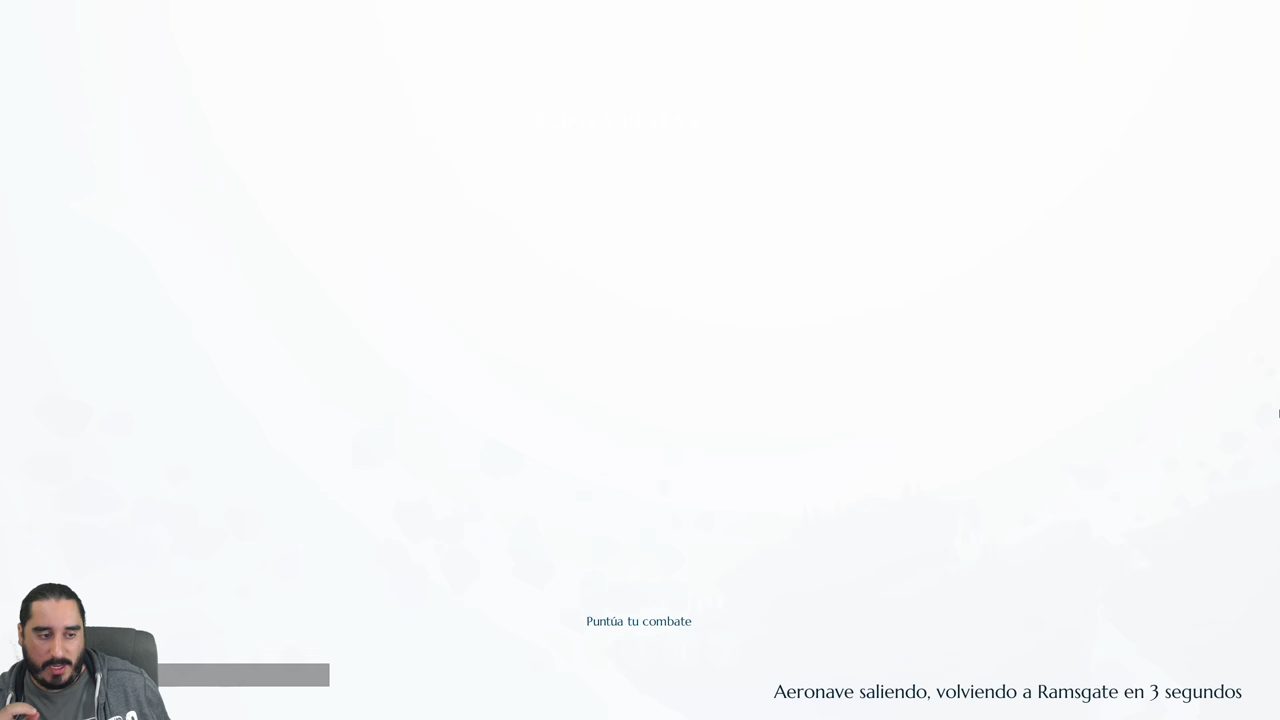 Puntúa tu combate
Aeronave saliendo, volviendo a Ramsgate en 3 segundos